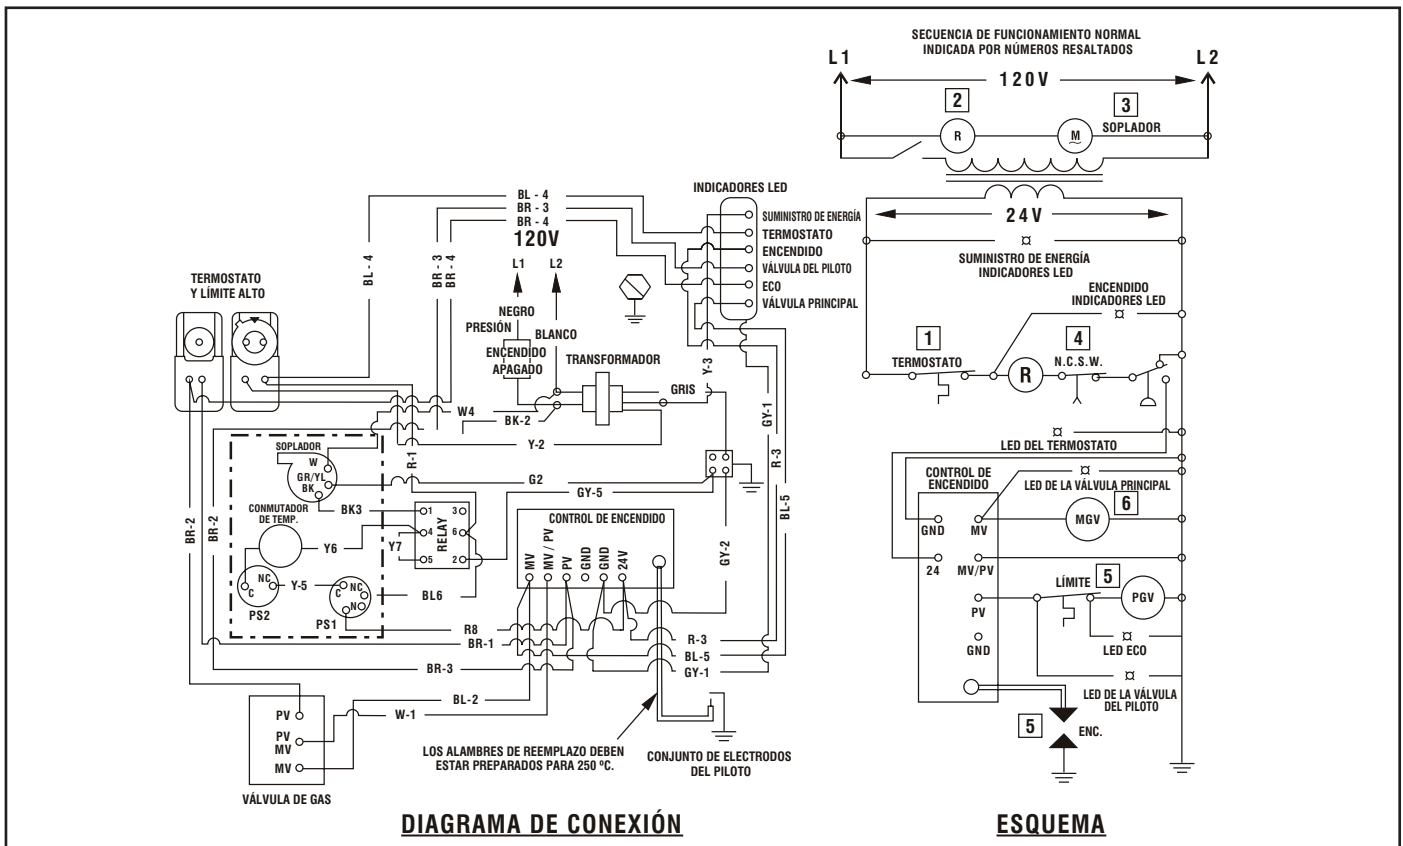 SECUENCIA DE FUNCIONAMIENTO NORMAL
INDICADA POR NÚMEROS RESALTADOS
L1
L2
120V
2
3
R
M
SOPLADOR
24V
SUMINISTRO DE ENERGÍA
INDICADORES LED
ENCENDIDO
INDICADORES LED
1
4
TERMOSTATO
R
N.C.S.W.
LED DEL TERMOSTATO
CONTROL DE
ENCENDIDO
LED DE LA VÁLVULA PRINCIPAL
GND
MV
MGV
6
24
MV/PV
LÍMITE
5
PV
PGV
GND
LED ECO
LED DE LA VÁLVULA
DEL PILOTO
5
ENC.
ESQUEMA
INDICADORES LED
SUMINISTRO DE ENERGÍA
TERMOSTATO
ENCENDIDO
VÁLVULA DEL PILOTO
ECO
VÁLVULA PRINCIPAL
BL - 4
BR - 3
BR - 4
120V
L1
L2
BL - 4
BR - 3
BR - 4
TERMOSTATO
Y LÍMITE ALTO
NEGRO
PRESIÓN
BLANCO
ENCENDIDO
APAGADO
TRANSFORMADOR
GRIS
Y-3
W4
BK-2
Y-2
GY-1
R-3
BL-5
R-1
SOPLADOR
W
GR/YL
BK
G2
GY-5
BK3
CONMUTADOR
DE TEMP.
Y6
Y7
1
3
4
6
5
2
RELAY
BR-2
BR-2
NC
C
Y-5
PS2
NC
C
N
PS1
BL6
CONTROL DE ENCENDIDO
MV
MV / PV
PV
GND
GND
24V
GY-2
R8
BR-1
BR-3
R-3
BL-5
GY-1
BL-2
W-1
PV
PV
MV
MV
VÁLVULA DE GAS
LOS ALAMBRES DE REEMPLAZO DEBEN
ESTAR PREPARADOS PARA 250 ºC.
CONJUNTO DE ELECTRODOS
DEL PILOTO
DIAGRAMA DE CONEXIÓN